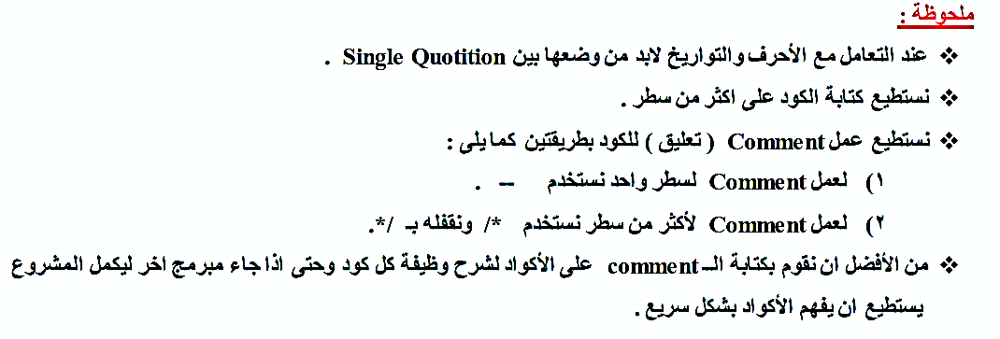 ملحوظة :
❖ عند التعامل مع الأحرف والتواريخ لابد من وضعها بين Single Quotition .
❖ نستطيع كتابة الكود على اكثر من سطر .
❖ نستطيع عمل Comment ( تعليق ) للكود بطريقتين كما يلى :
١) لعمل Comment لسطر واحد نستخدم -- .
٢) لعمل Comment لأكثر من سطر نستخدم /* ونقفله بـ */.
❖ من الأفضل ان نقوم بكتابة الــ comment على الأكواد لشرح وظيفة كل كود وحتى اذا جاء مبرمج اخر ليكمل المشروع
يستطيع ان يفهم الأكواد بشكل سريع .